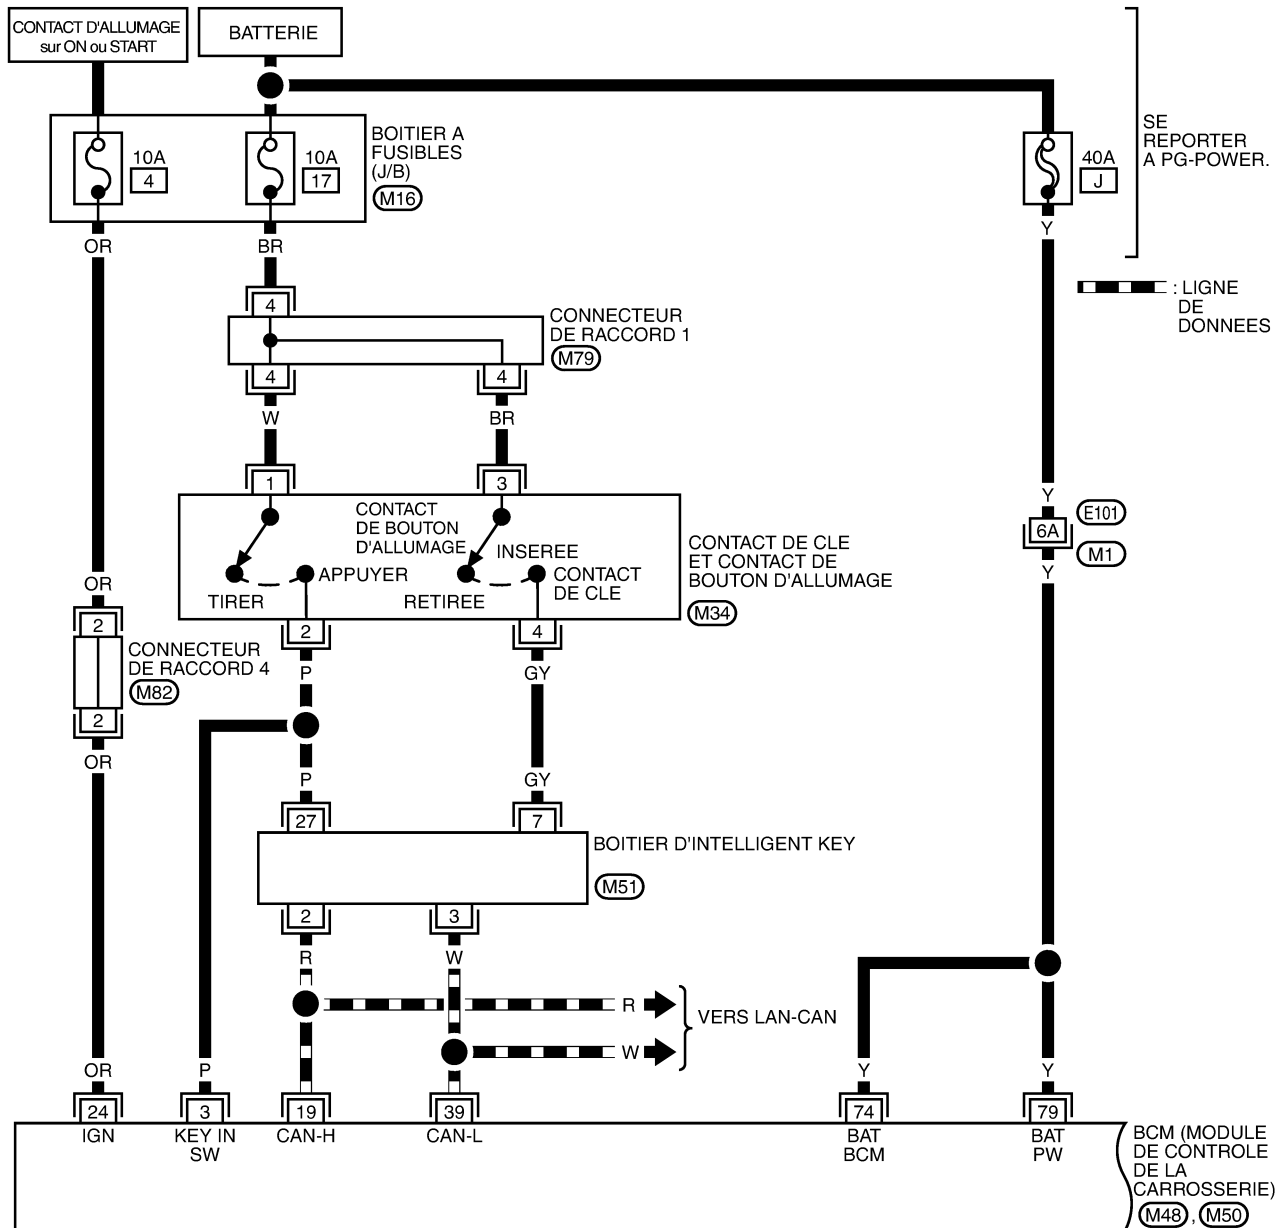 CONTACT D'ALLUMAGE
sur ON ou START
BATTERIE
10A
4
10A
17
BOITIER A
FUSIBLES
(J/B)
M16
40A
J
SE
REPORTER
A PG-POWER.
OR
BR
Y
: LIGNE
DE
DONNEES
4
CONNECTEUR
DE RACCORD 1
M79
4
4
W
BR
1
3
Y
6A
E101
M1
Y
CONTACT
DE BOUTON
D'ALLUMAGE
INSEREE
APPUYER
CONTACT
DE CLE
TIRER
RETIREE
CONTACT DE CLE
ET CONTACT DE
BOUTON D'ALLUMAGE
M34
OR
2
CONNECTEUR
DE RACCORD 4
M82
2
OR
2
4
P
GY
P
GY
27
7
BOITIER D'INTELLIGENT KEY
M51
2
3
R
W
R
W
VERS LAN-CAN
OR
P
Y
Y
24
3
19
39
74
79
IGN
KEY IN
SW
CAN-H
CAN-L
BAT
BCM
BAT
PW
BCM (MODULE
DE CONTROLE
DE LA
CARROSSERIE)
M48 , M50